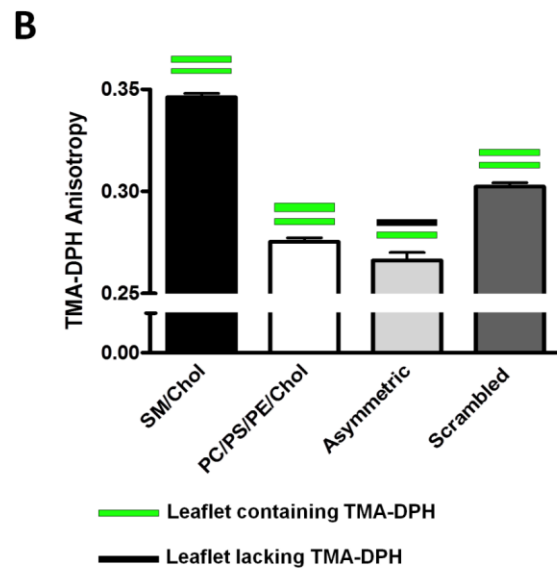 B
TMA-DPH Anisotropy
0.35
0.30
0.25
0.00
SM/Chol
PC/PS/PE/Chol
Asymmetric
Scrambled
Leaflet containing TMA-DPH
Leaflet lacking TMA-DPH